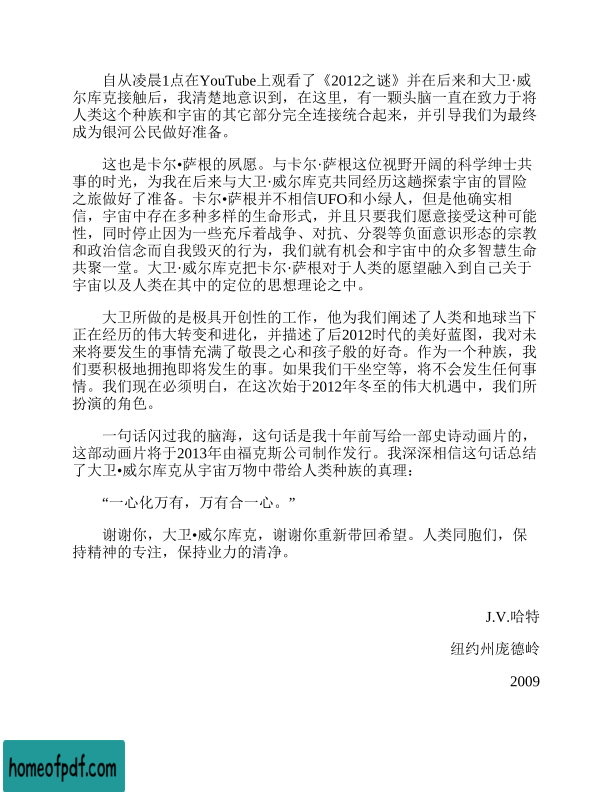 自从凌晨1点在YouTube上观看了《2012之谜》并在后来和大卫·威
尔库克接触后，我清楚地意识到，在这里，有一颗头脑一直在致力于将
人类这个种族和宇宙的其它部分完全连接统合起来，并引导我们为最终
成为银河公民做好准备。
这也是卡尔•萨根的夙愿。与卡尔·萨根这位视野开阔的科学绅士共
事的时光，为我在后来与大卫·威尔库克共同经历这趟探索宇宙的冒险
之旅做好了准备。卡尔•萨根并不相信UFO和小绿人，但是他确实相
信，宇宙中存在多种多样的生命形式，并且只要我们愿意接受这种可能
性，同时停止因为一些充斥着战争、对抗、分裂等负面意识形态的宗教
和政治信念而自我毁灭的行为，我们就有机会和宇宙中的众多智慧生命
共聚一堂。大卫·威尔库克把卡尔·萨根对于人类的愿望融入到自己关于
宇宙以及人类在其中的定位的思想理论之中。
大卫所做的是极具开创性的工作，他为我们阐述了人类和地球当下
正在经历的伟大转变和进化，并描述了后2012时代的美好蓝图，我对未
来将要发生的事情充满了敬畏之心和孩子般的好奇。作为一个种族，我
们要积极地拥抱即将发生的事。如果我们干坐空等，将不会发生任何事
情。我们现在必须明白，在这次始于2012年冬至的伟大机遇中，我们所
扮演的角色。
一句话闪过我的脑海，这句话是我十年前写给一部史诗动画片的，
这部动画片将于2013年由福克斯公司制作发行。我深深相信这句话总结
了大卫•威尔库克从宇宙万物中带给人类种族的真理：
“一心化万有，万有合一心。”
谢谢你，大卫•威尔库克，谢谢你重新带回希望。人类同胞们，保
持精神的专注，保持业力的清净。
J.V.哈特
纽约州庞德岭
2009
homeofpdf.com